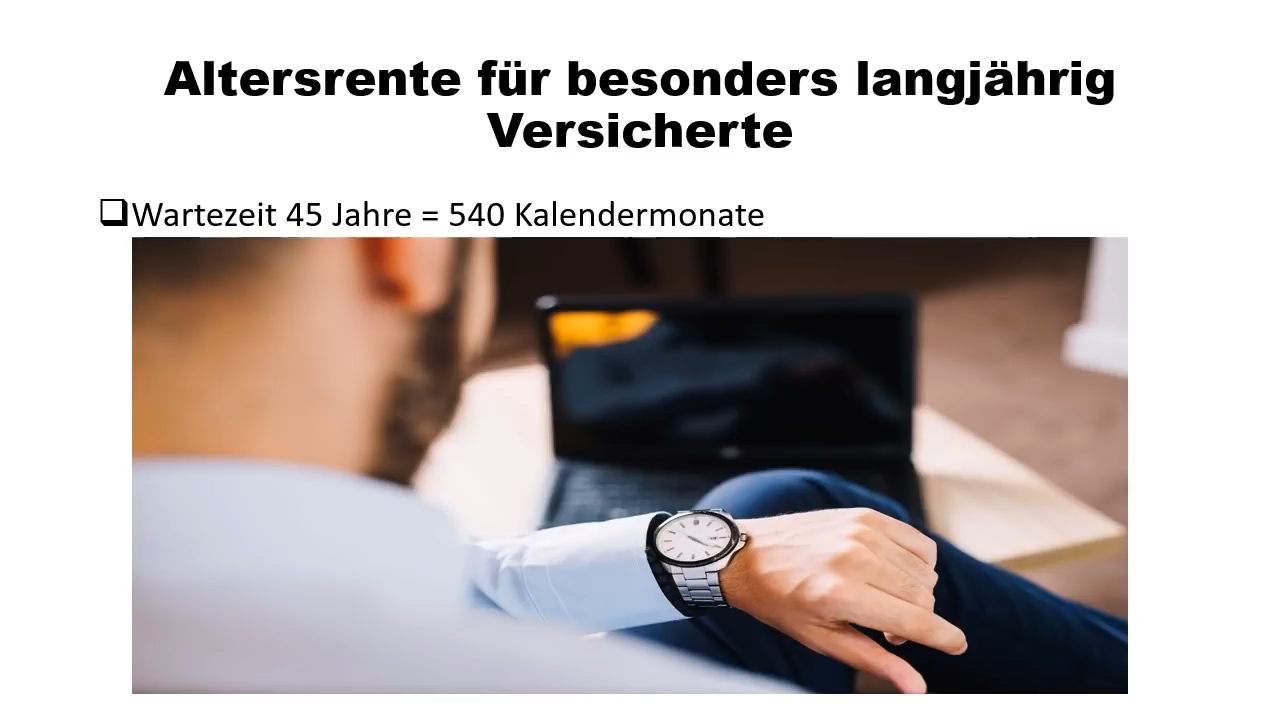 Altersrente für besonders langjährig
Versicherte
Wartezeit 45 Jahre = 540 Kalendermonate